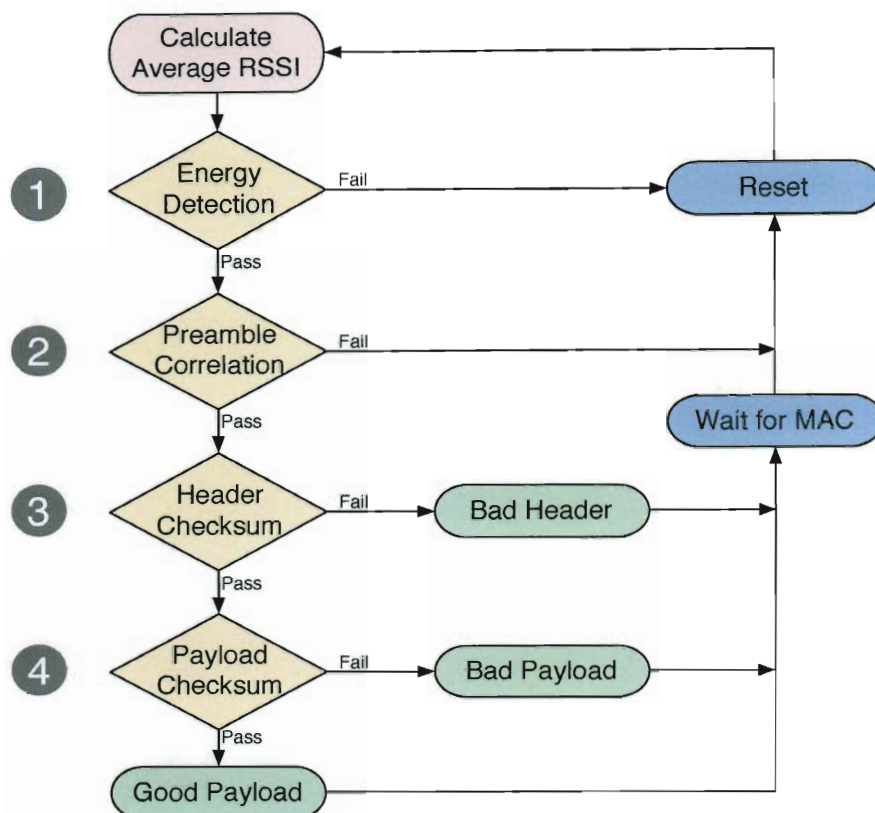 Calculate
Average RSSI
1
Energy
Detection
Fail
Reset
Pass
2
Preamble
Correlation
Fail
Wait for MAC
Pass
3
Header
Checksum
Fail
Bad Header
Pass
4
Payload
Checksum
Fail
Bad Payload
Pass
Good Payload